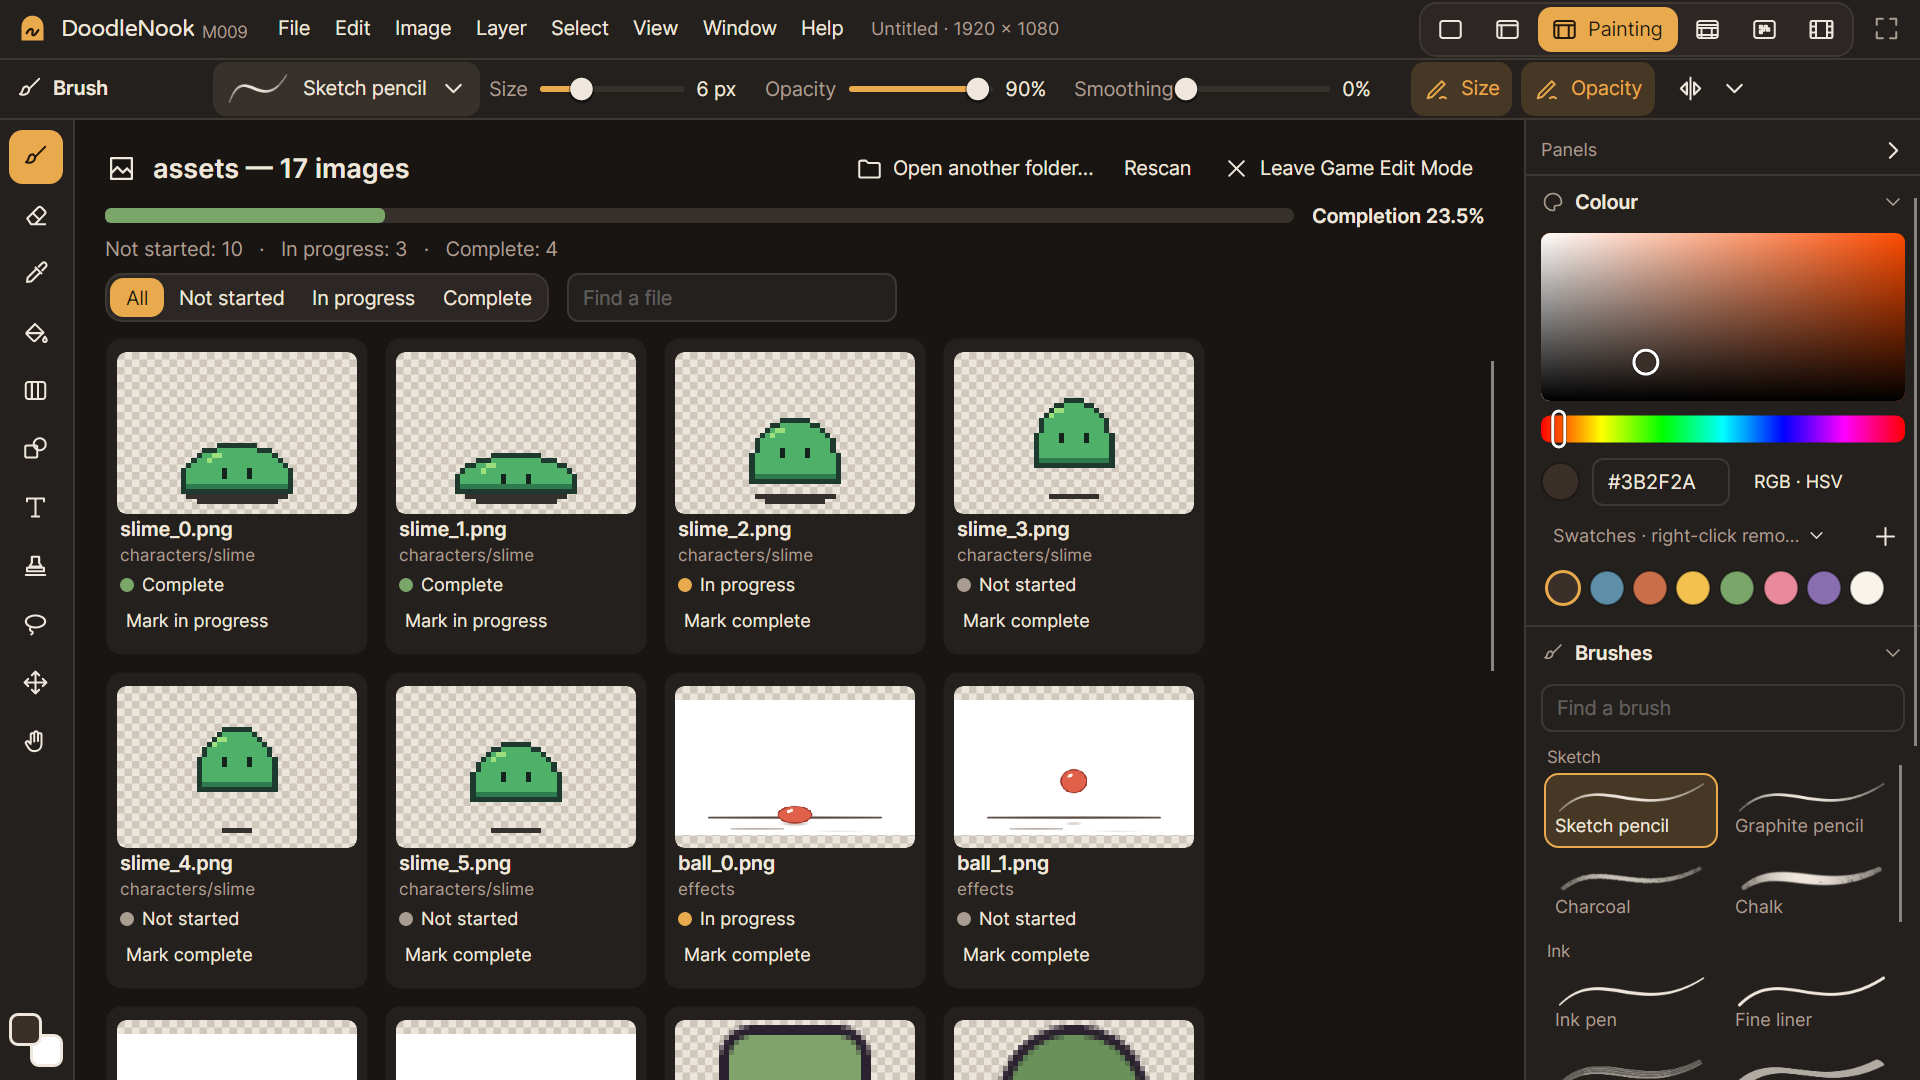 DoodleNook M009 File Edit Image Layer Select View Window Help Untitled · 1920 × 1080 Painting
Brush Sketch pencil Size 6 px Opacity 90% Smoothing 0% Size Opacity
assets — 17 images Open another folder... Rescan Leave Game Edit Mode
Completion 23.5%
Not started: 10 · In progress: 3 · Complete: 4
All Not started In progress Complete Find a file
slime_0.png slime_1.png slime_2.png slime_3.png
characters/slime characters/slime characters/slime characters/slime
Complete Complete In progress Not started
Mark in progress Mark in progress Mark complete Mark complete
slime_4.png slime_5.png ball_0.png ball_1.png
characters/slime characters/slime effects effects
Not started Not started In progress Not started
Mark complete Mark complete Mark complete Mark complete
Panels
Colour
#3B2F2A RGB · HSV
Swatches · right-click remo...
Brushes
Find a brush
Sketch
Sketch pencil Graphite pencil
Charcoal Chalk
Ink
Ink pen Fine liner